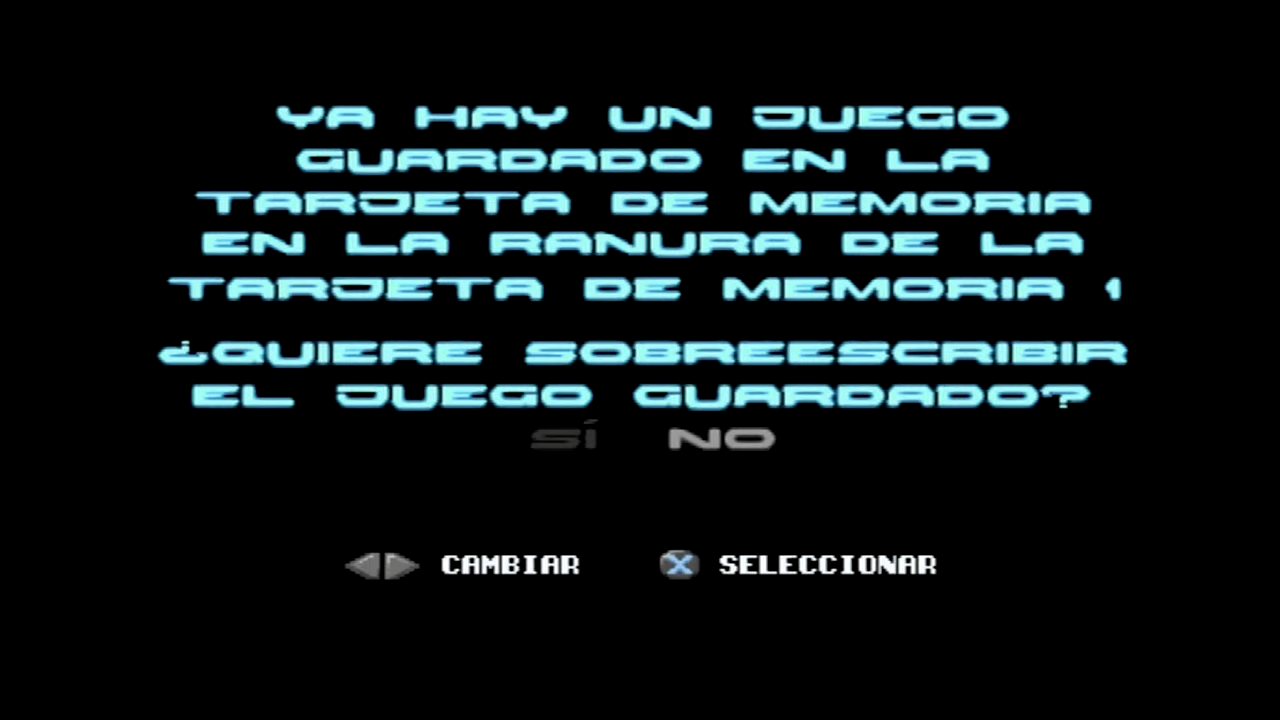 YA HAY UN JUEGO
GUARDADO EN LA
TARJETA DE MEMORIA
EN LA RANURA DE LA
TARJETA DE MEMORIA 1
¿QUIERE SOBREESCRIBIR
EL JUEGO GUARDADO?
SÍ NO
CAMBIAR X SELECCIONAR